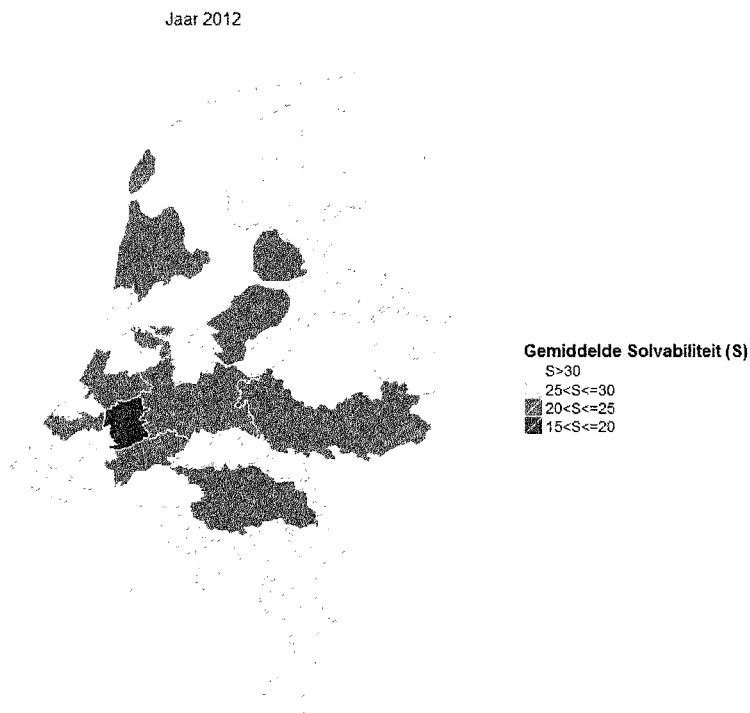 Jaar 2012
Gemiddelde Solvabiliteit (S)
S>30
25<S<=30
20<S<=25
15<S<=20